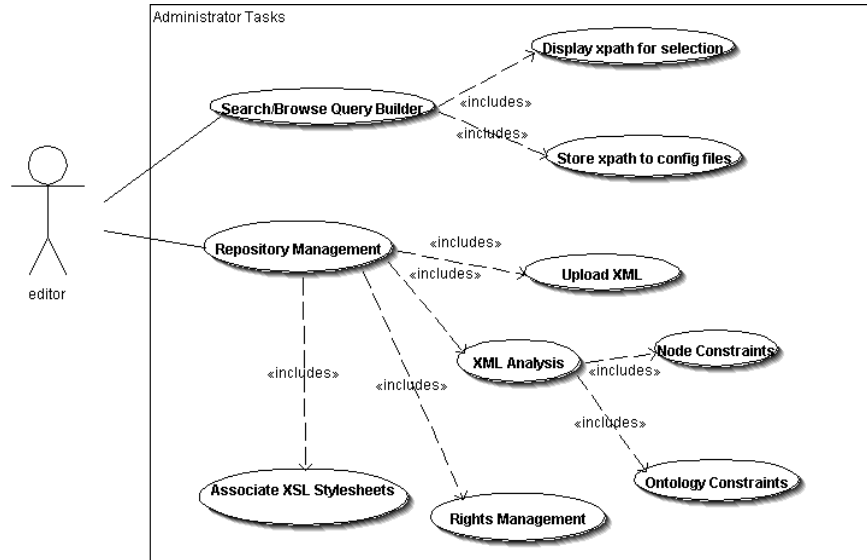 Administrator Tasks
Display xpath for selection
«includes»
Search/Browse Query Builder
«includes»
Store xpath to config files
editor
Repository Management
«includes»
«includes»
Upload XML
XML Analysis
Node Constraints
«includes»
«includes»
«includes»
«includes»
Associate XSL Stylesheets
Rights Management
Ontology Constraints